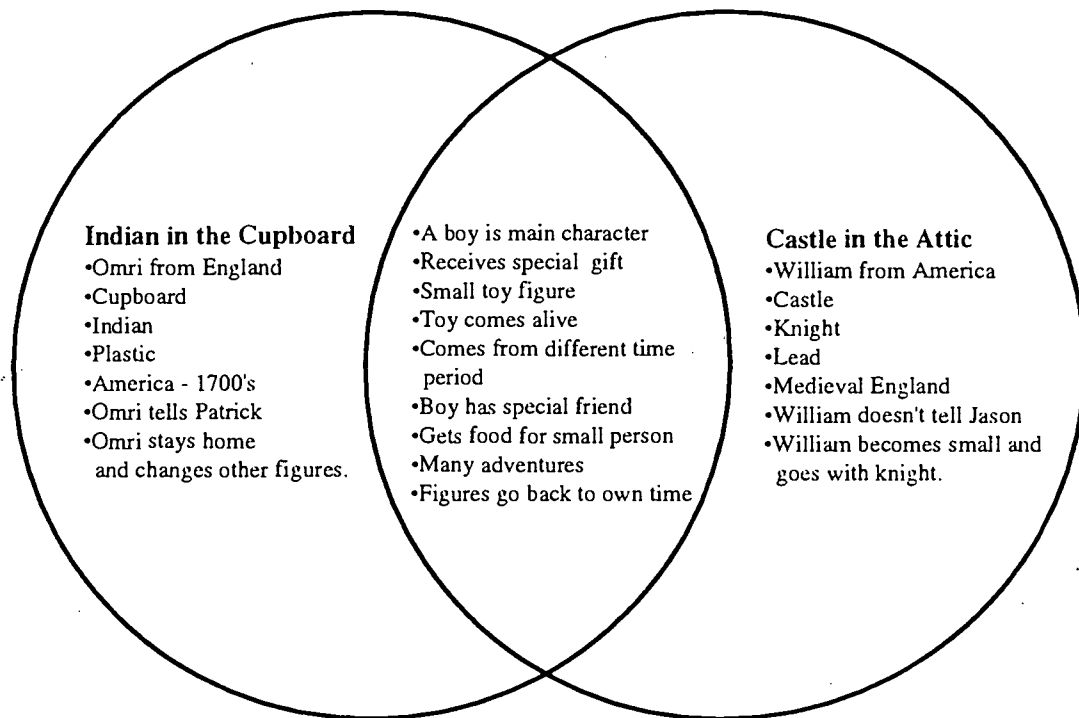 Indian in the Cupboard
•Omri from England
•Cupboard
•Indian
•Plastic
•America - 1700's
•Omri tells Patrick
•Omri stays home
and changes other figures.
•A boy is main character
•Receives special gift
•Small toy figure
•Toy comes alive
•Comes from different time
period
•Boy has special friend
•Gets food for small person
•Many adventures
•Figures go back to own time
Castle in the Attic
•William from America
•Castle
•Knight
•Lead
•Medieval England
•William doesn't tell Jason
•William becomes small and
goes with knight.